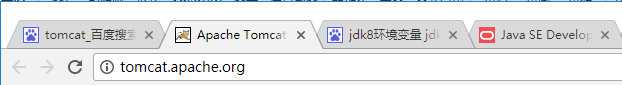 tomcat_百度搜索
Apache Tomcat
jdk8环境变量 jdk
Java SE Develop
tomcat.apache.org